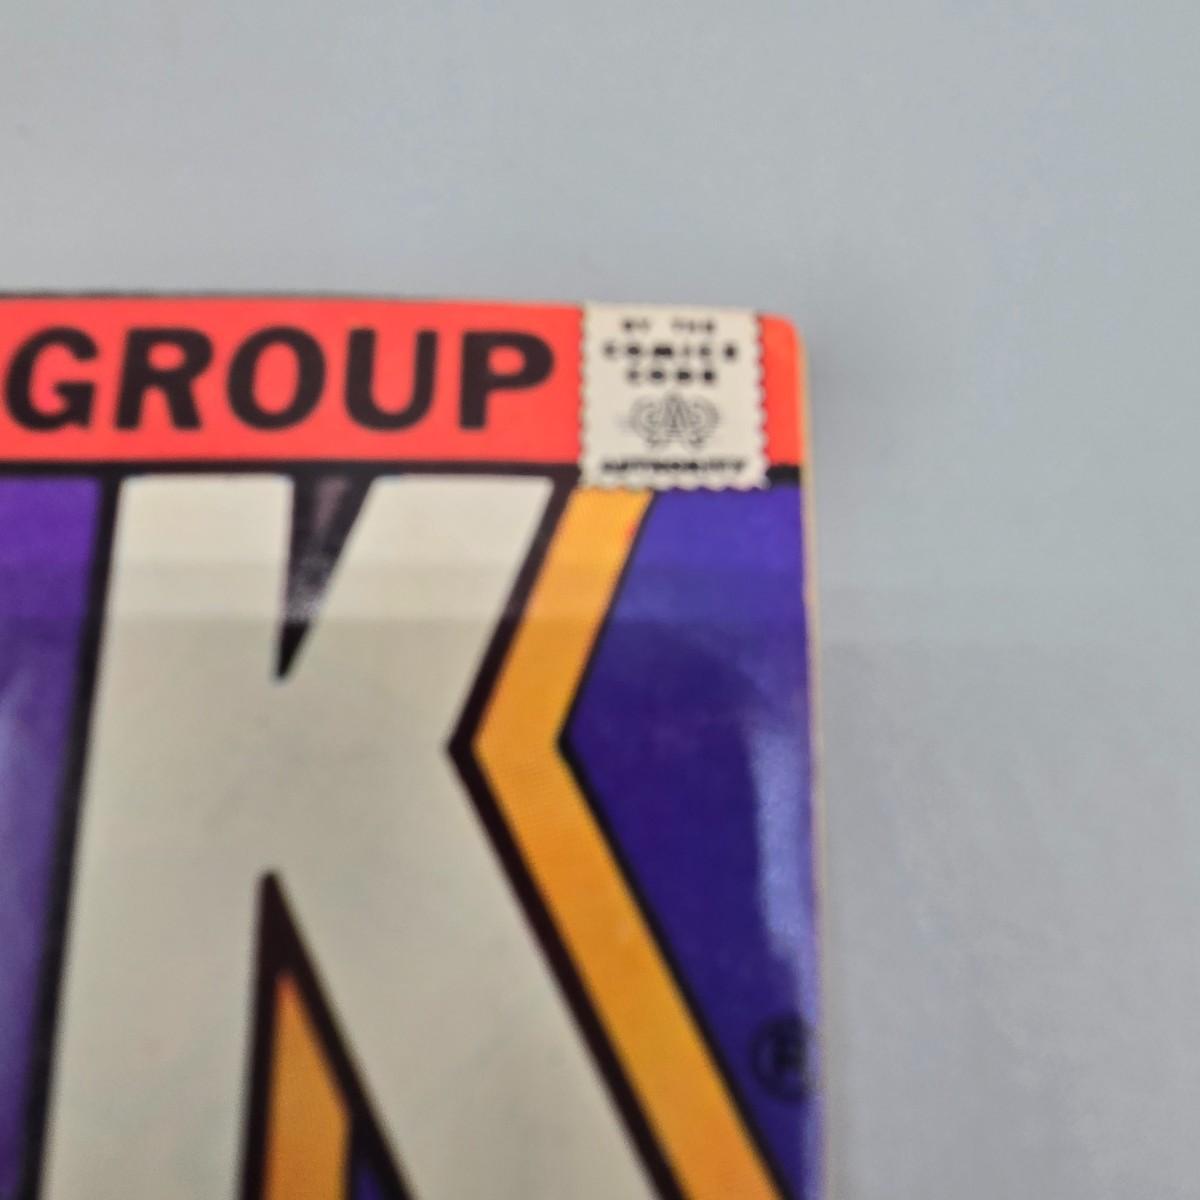 GROUP
BY THE
COMICS
CODE
A
AUTHORITY
K
®